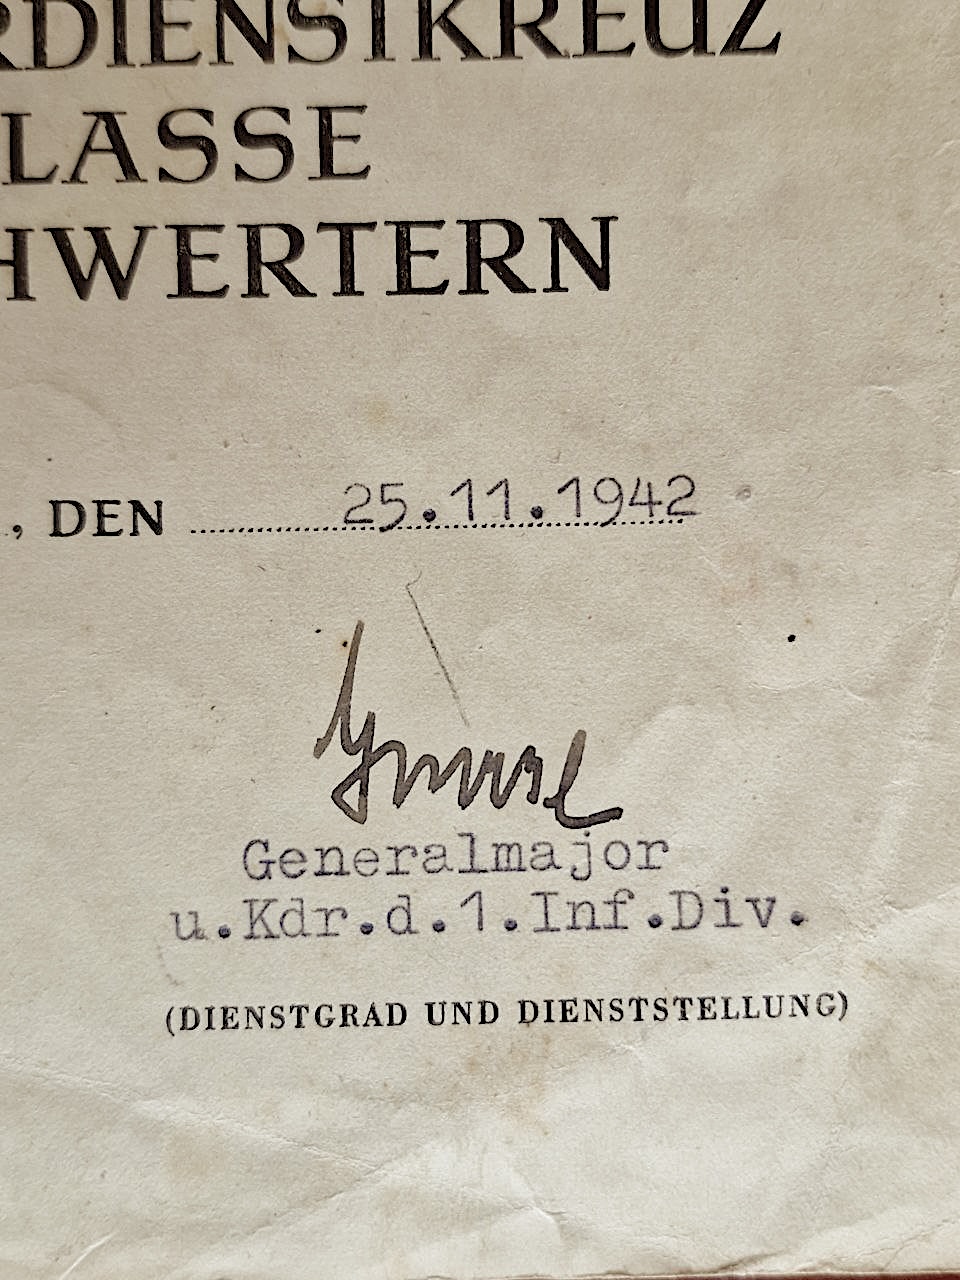 RDIENSTKREUZ
LASSE
HWERTERN
., DEN 25.11.1942
Generalmajor
u.Kdr.d.1.Inf.Div.
(DIENSTGRAD UND DIENSTSTELLUNG)